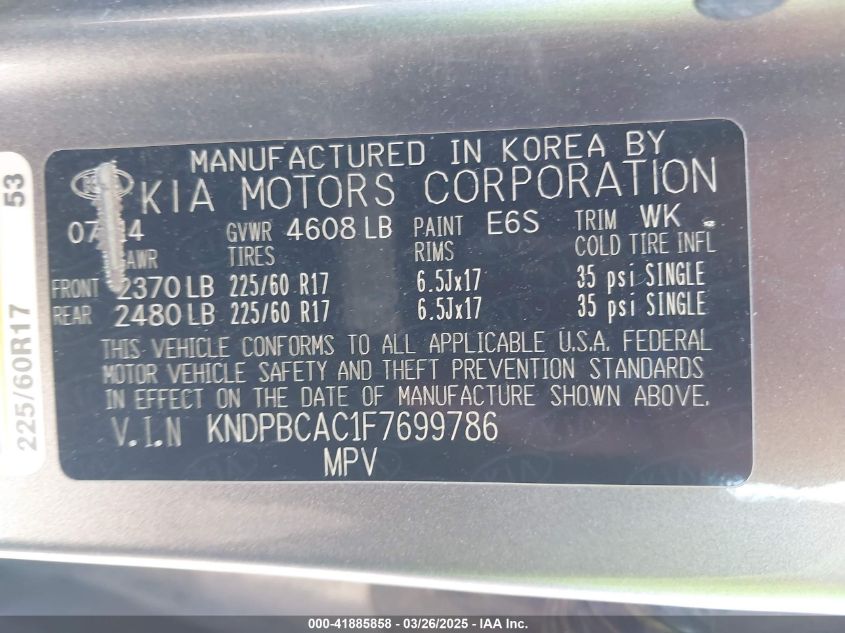 MANUFACTURED IN KOREA BY
KIA MOTORS CORPORATION
GVWR 4608 LB PAINT E6S TRIM WK
TIRES RIMS COLD TIRE INFL
FRONT 2370 LB 225/60 R17 6.5Jx17 35 psi SINGLE
REAR 2480 LB 225/60 R17 6.5Jx17 35 psi SINGLE
THIS VEHICLE CONFORMS TO ALL APPLICABLE U.S.A. FEDERAL
MOTOR VEHICLE SAFETY AND THEFT PREVENTION STANDARDS
IN EFFECT ON THE DATE OF MANUFACTURE SHOWN ABOVE.
V.I.N KNDPBCAC1F7699786
MPV
53
225/60R17
000-41885858 - 03/26/2025 - IAA Inc.